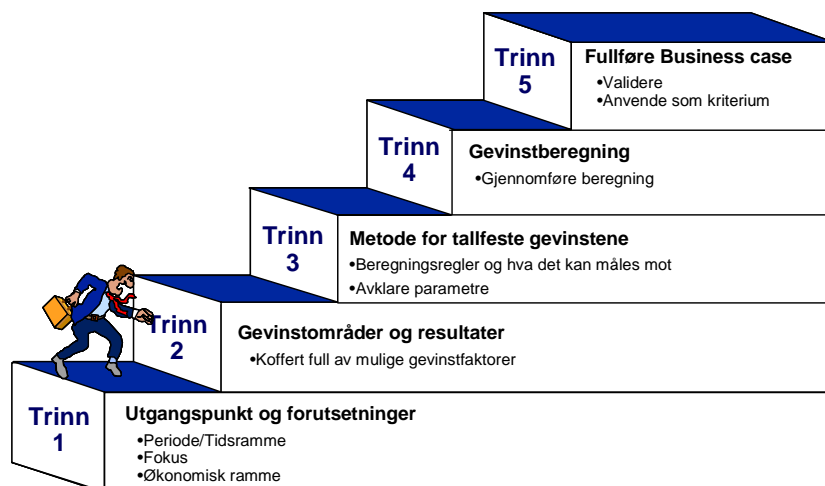 Trinn
5
Fullføre Business case
•Validere
•Anvende som kriterium
Trinn
4
Gevinstberegning
•Gjennomføre beregning
Trinn
3
Metode for tallfeste gevinstene
•Beregningsregler og hva det kan måles mot
•Avklare parametre
Trinn
2
Gevinstområder og resultater
•Koffert full av mulige gevinstfaktorer
Trinn
1
Utgangspunkt og forutsetninger
•Periode/Tidsramme
•Fokus
•Økonomisk ramme